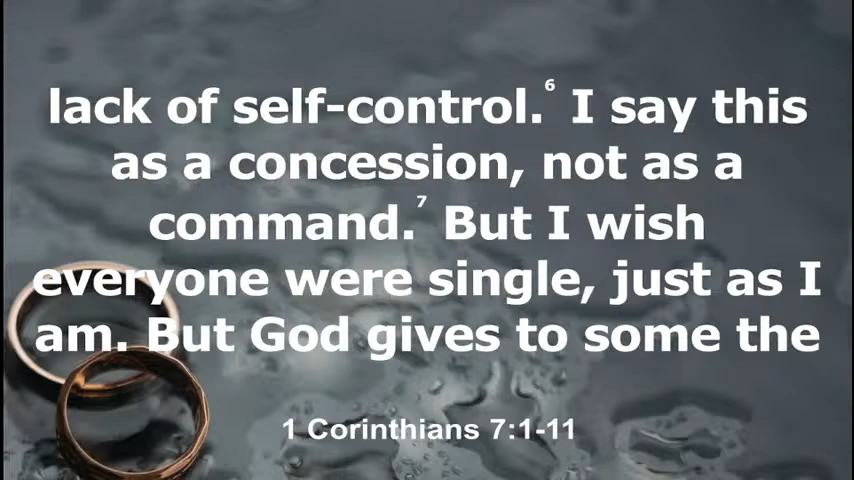 lack of self-control.⁶ I say this
as a concession, not as a
command.⁷ But I wish
everyone were single, just as I
am. But God gives to some the
1 Corinthians 7:1-11